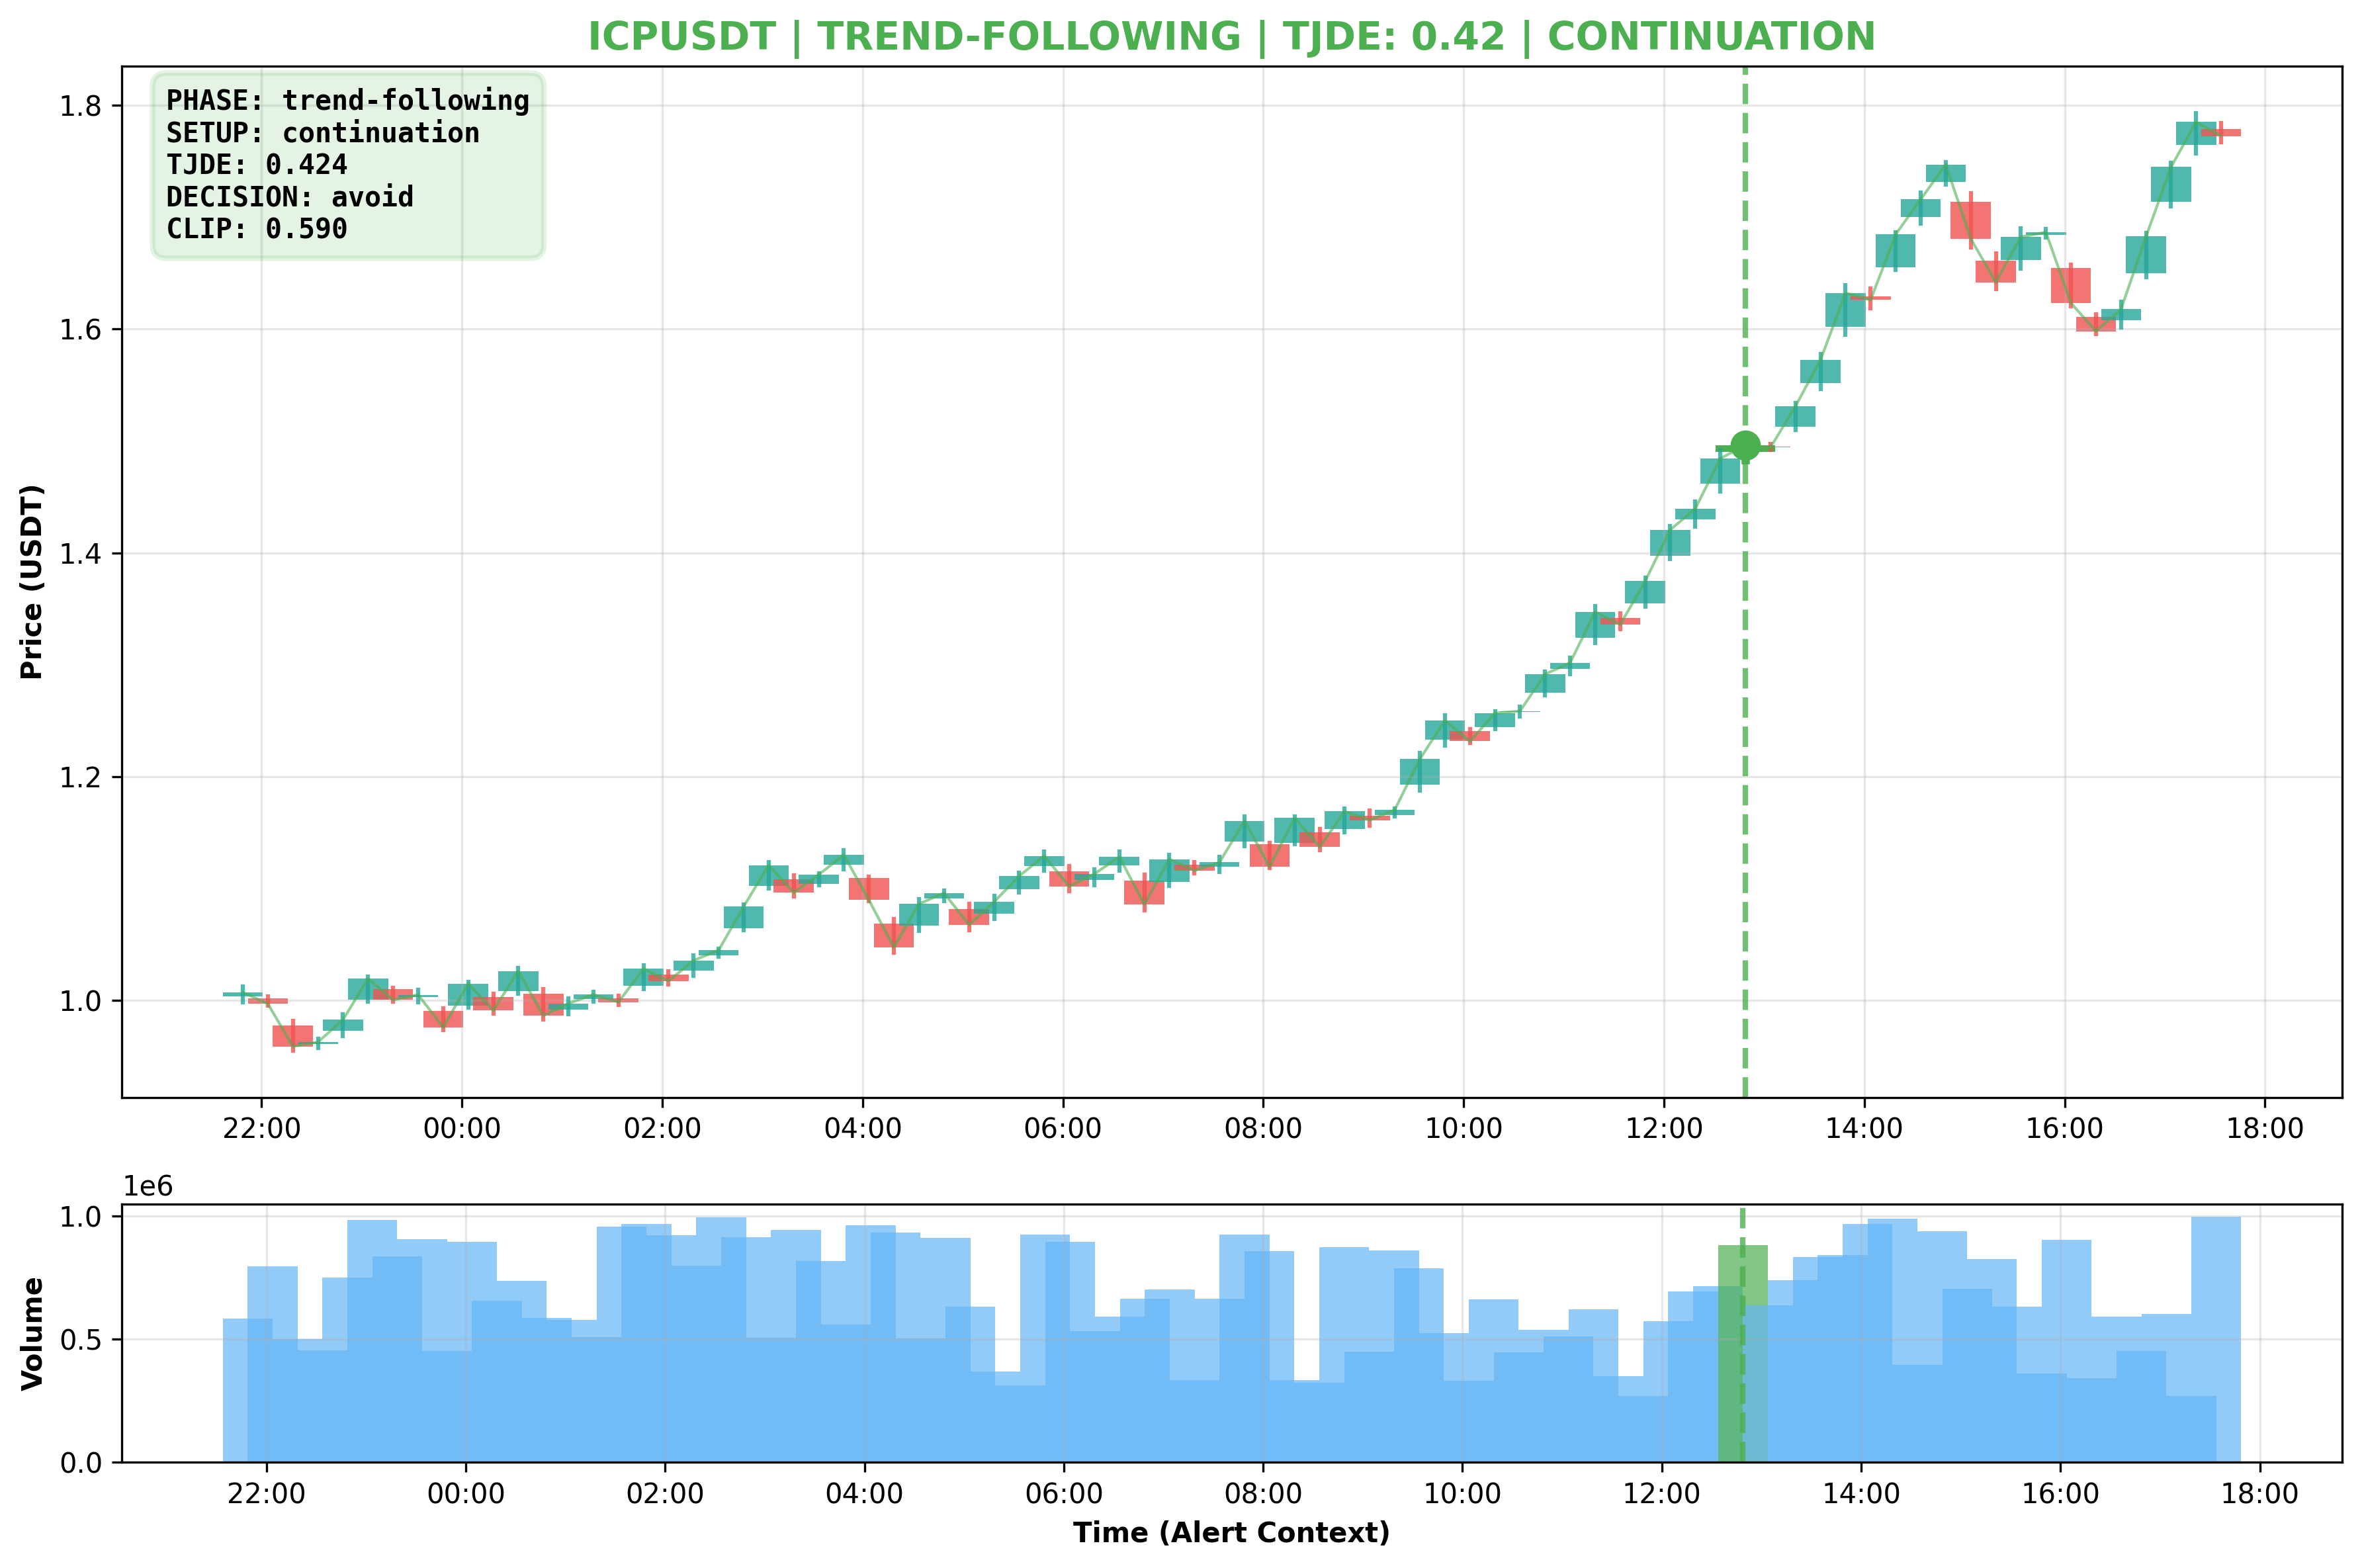 ICPUSDT | TREND-FOLLOWING | TJDE: 0.42 | CONTINUATION
PHASE: trend-following
SETUP: continuation
TJDE: 0.424
DECISION: avoid
CLIP: 0.590
Price (USDT)
1.8
1.6
1.4
1.2
1.0
22:00 00:00 02:00 04:00 06:00 08:00 10:00 12:00 14:00 16:00 18:00
1e6
Volume
1.0
0.5
0.0
22:00 00:00 02:00 04:00 06:00 08:00 10:00 12:00 14:00 16:00 18:00
Time (Alert Context)